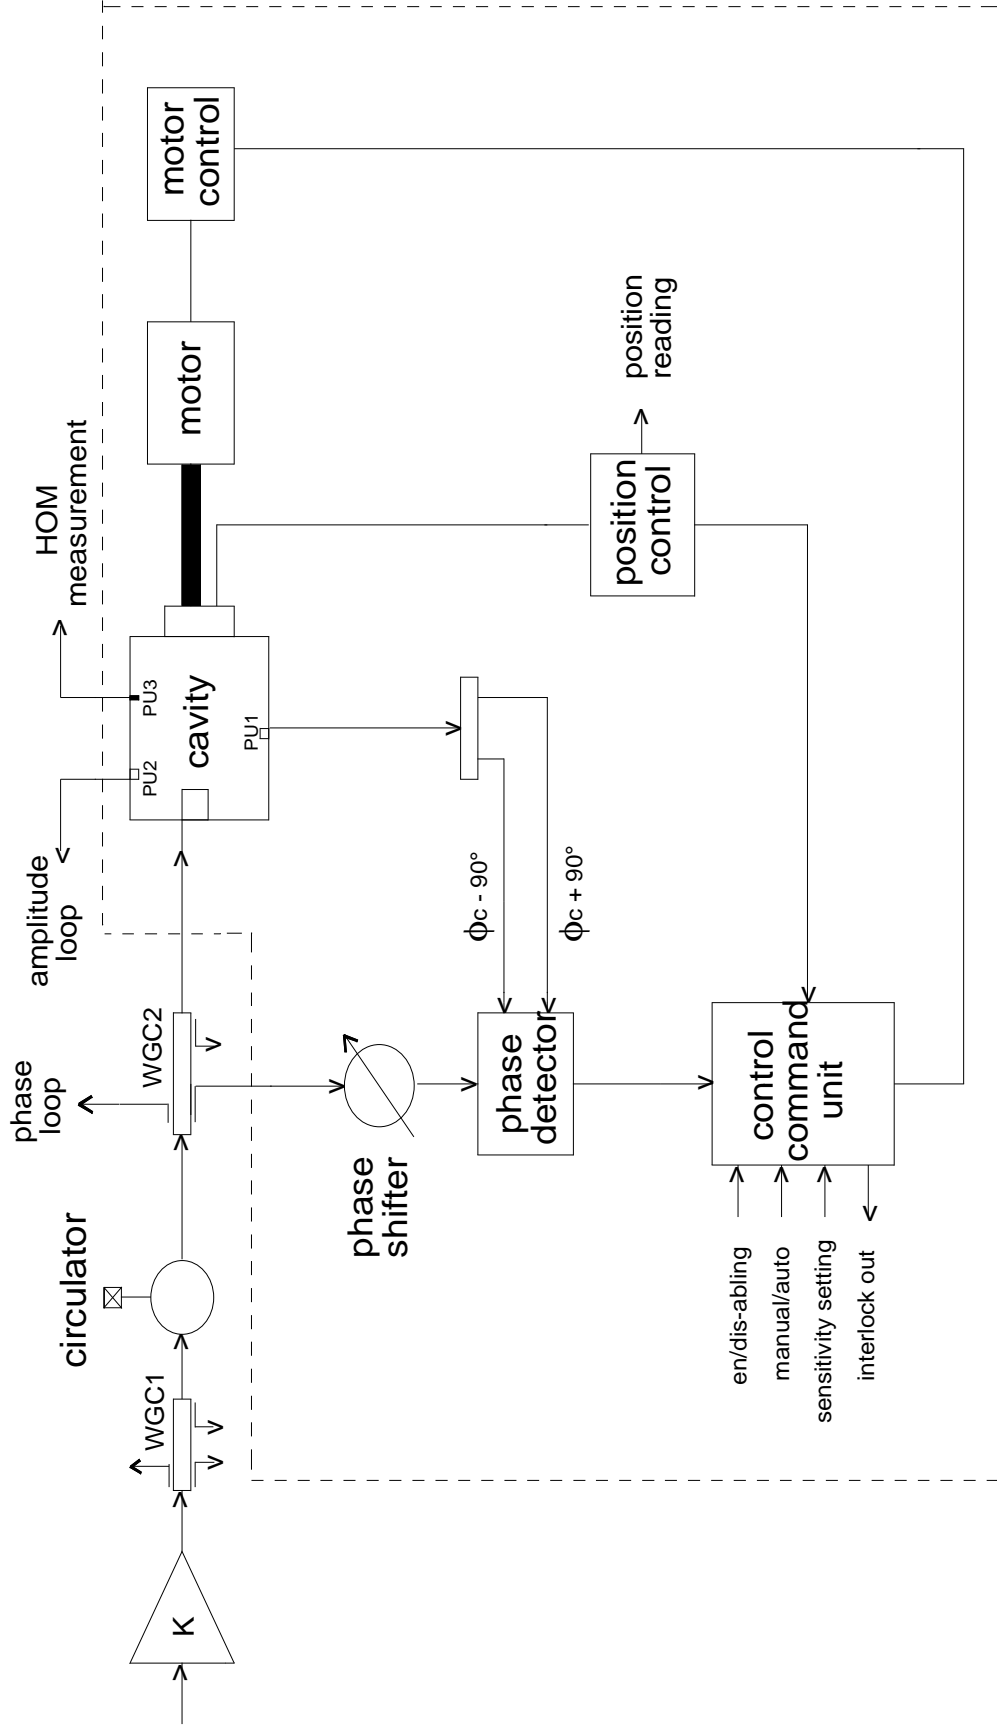 HOM
measurement
amplitude
loop
phase
loop
PU2
PU3
cavity
PU1
motor
motor
control
WGC2
circulator
WGC1
K
position
reading
position
control
ϕc - 90°
ϕc + 90°
phase
shifter
phase
detector
control
command
unit
en/dis-abling
manual/auto
sensitivity setting
interlock out